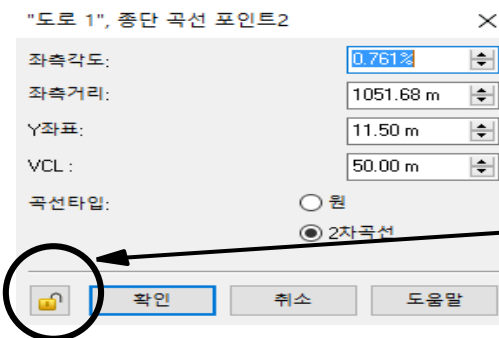 "도로 1", 종단 곡선 포인트2
좌측각도: 0.761%
좌측거리: 1051.68 m
Y좌표: 11.50 m
VCL : 50.00 m
곡선타입: 원
2차곡선
확인 취소 도움말